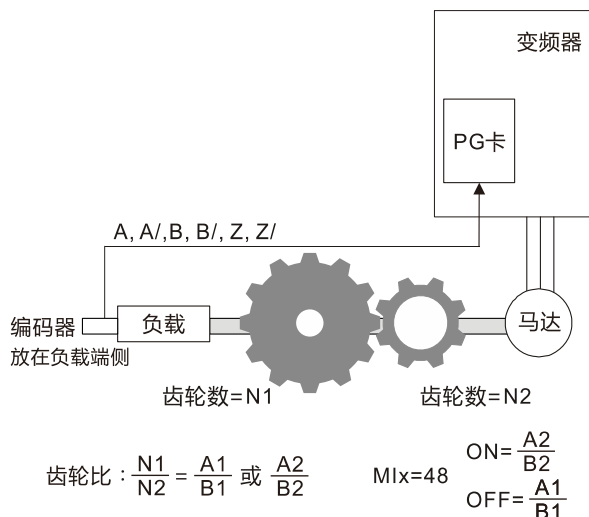 变频器
PG卡
A, A/,B, B/, Z, Z/
编码器
放在负载端侧
负载
马达
齿轮数=N1
齿轮数=N2
齿轮比：N1/N2 = A1/B1 或 A2/B2
MIx=48
ON=A2/B2
OFF=A1/B1